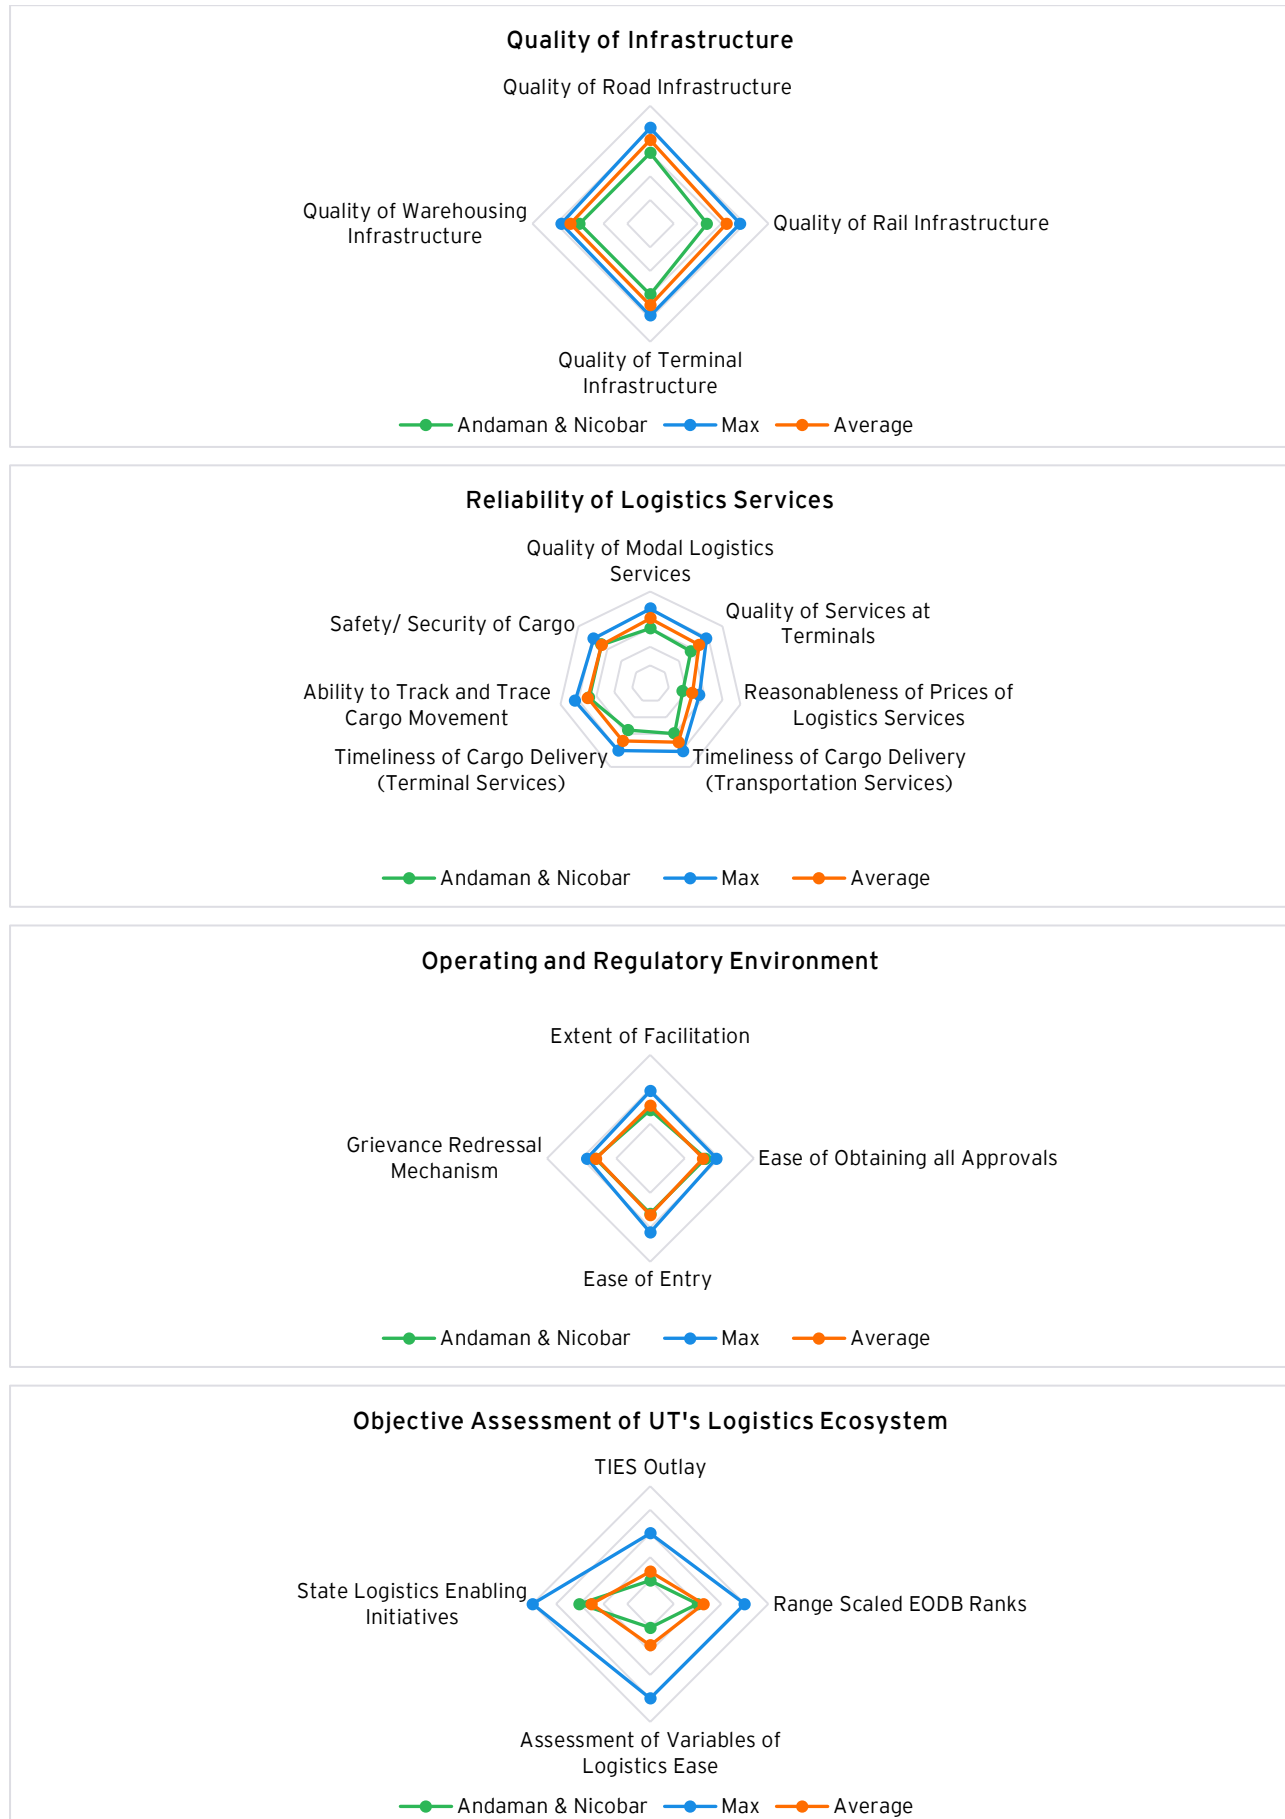 Quality of Infrastructure
Quality of Road Infrastructure
Quality of Warehousing
Infrastructure
Quality of Rail Infrastructure
Quality of Terminal
Infrastructure
Andaman & Nicobar
Max
Average
Reliability of Logistics Services
Quality of Modal Logistics
Services
Safety/ Security of Cargo
Quality of Services at
Terminals
Ability to Track and Trace
Cargo Movement
Reasonableness of Prices of
Logistics Services
Timeliness of Cargo Delivery
(Terminal Services)
Timeliness of Cargo Delivery
(Transportation Services)
Andaman & Nicobar
Max
Average
Operating and Regulatory Environment
Extent of Facilitation
Grievance Redressal
Mechanism
Ease of Obtaining all Approvals
Ease of Entry
Andaman & Nicobar
Max
Average
Objective Assessment of UT's Logistics Ecosystem
TIES Outlay
State Logistics Enabling
Initiatives
Range Scaled EODB Ranks
Assessment of Variables of
Logistics Ease
Andaman & Nicobar
Max
Average